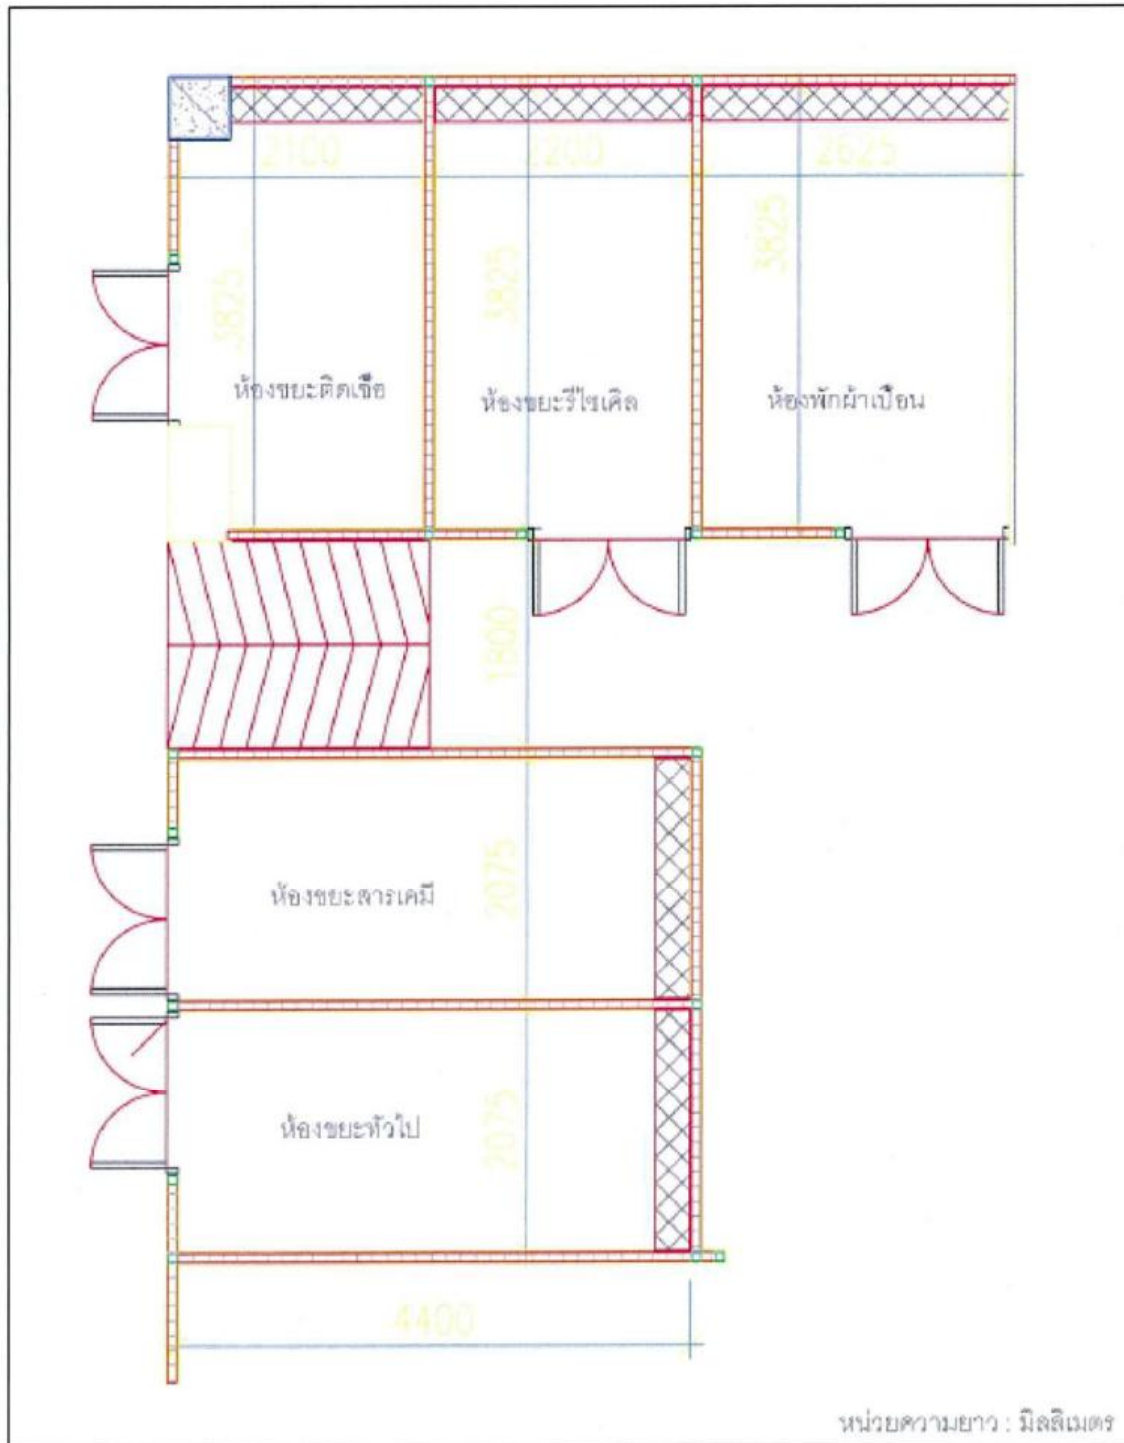 2100 2200 2625
3825 3825 3825
ห้องขยะติดเชื้อ ห้องขยะรีไซเคิล ห้องพักผ้าเปื้อน
1800
2075
ห้องขยะสารเคมี
2075
ห้องขยะทั่วไป
4400
หน่วยความยาว : มิลลิเมตร